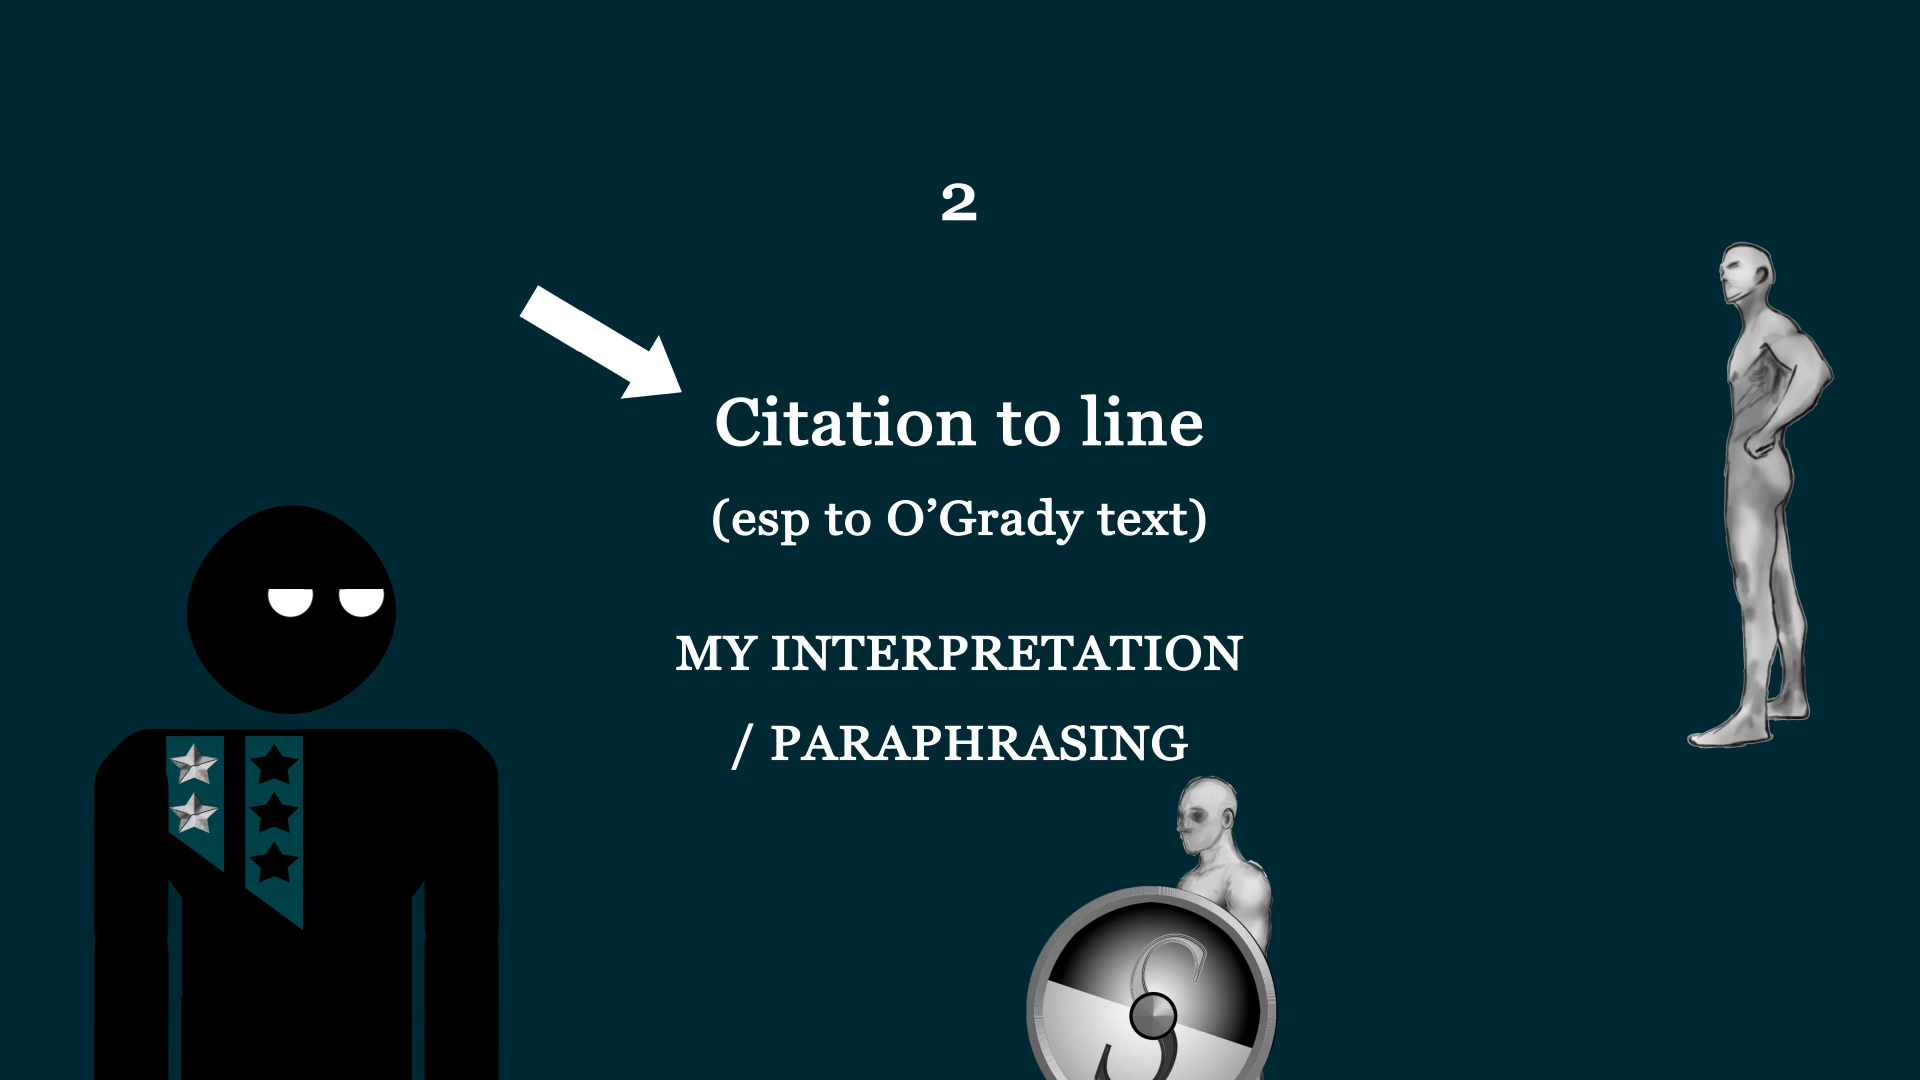 2
Citation to line
(esp to O’Grady text)
MY INTERPRETATION
/ PARAPHRASING
S